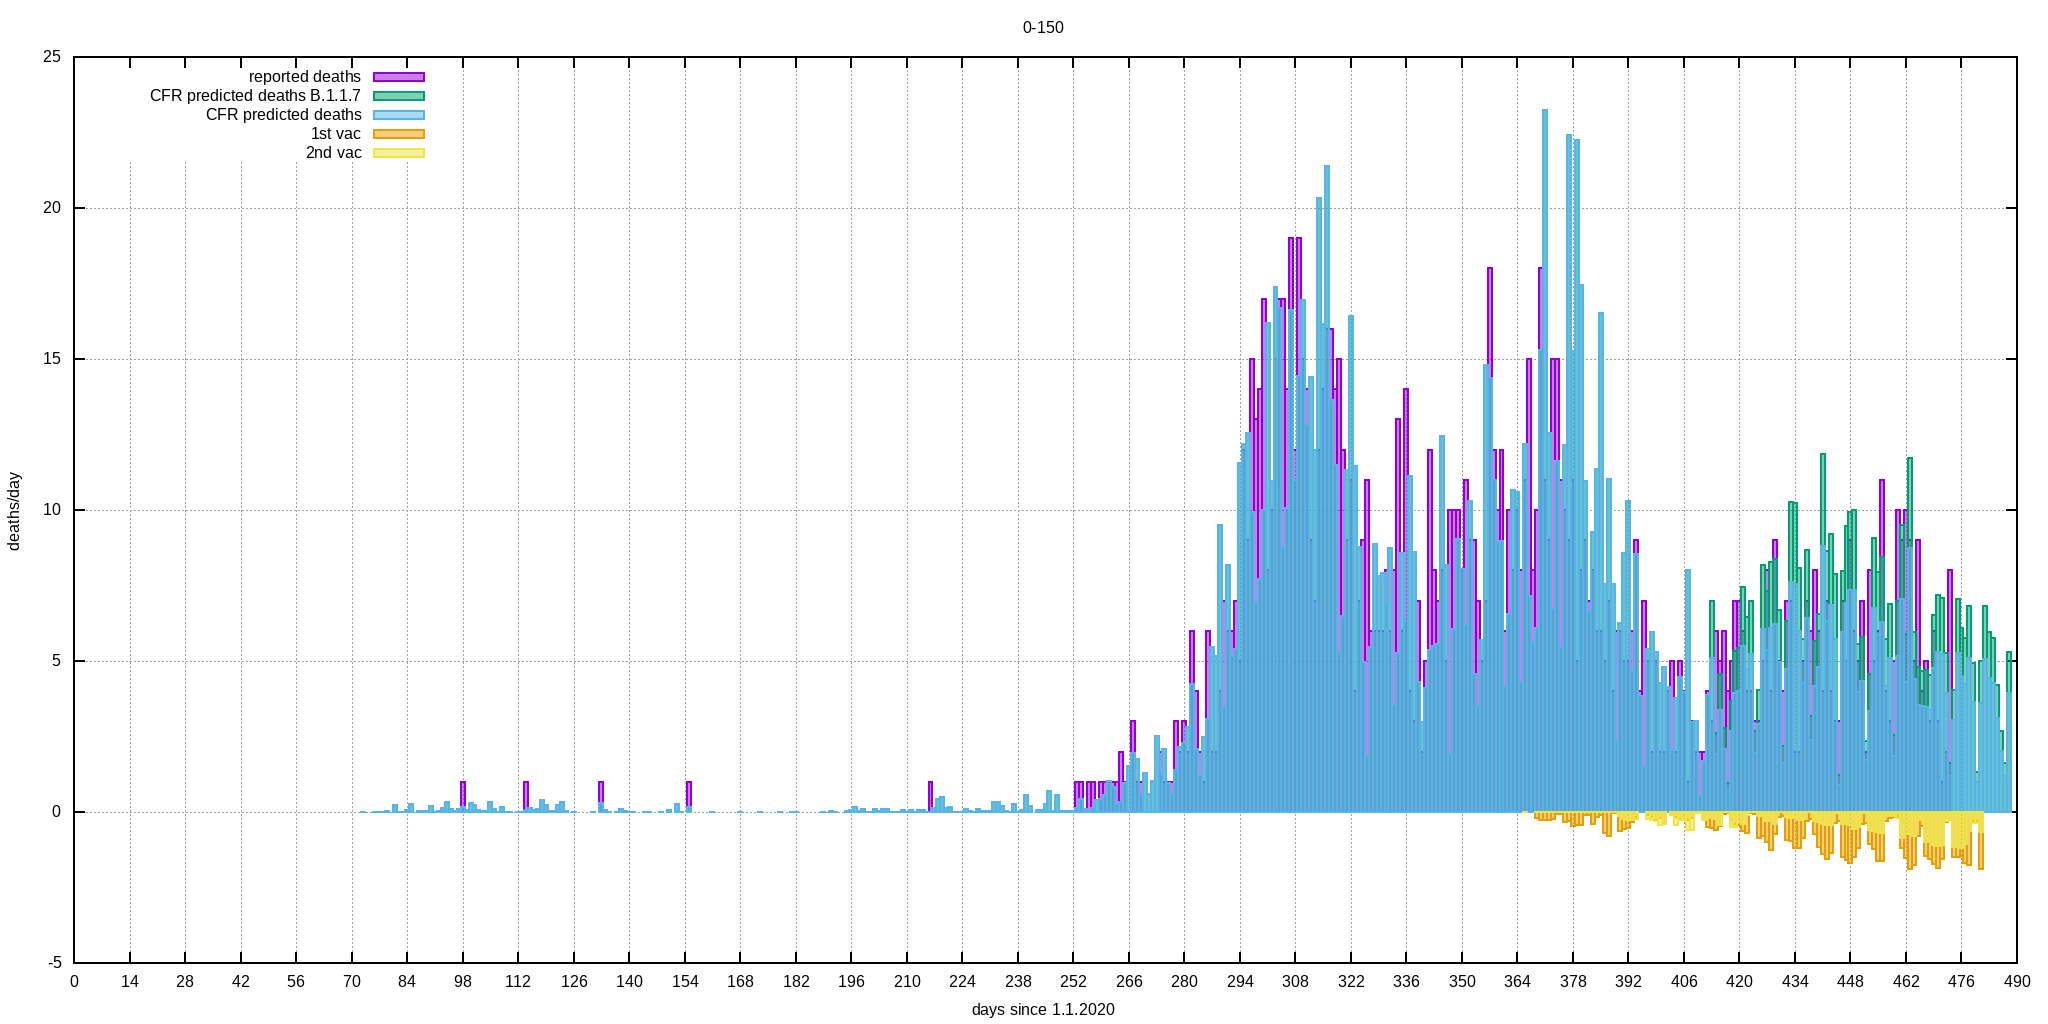 0-150
reported deaths
CFR predicted deaths B.1.1.7
CFR predicted deaths
1st vac
2nd vac
25
20
15
10
5
0
-5
deaths/day
0 14 28 42 56 70 84 98 112 126 140 154 168 182 196 210 224 238 252 266 280 294 308 322 336 350 364 378 392 406 420 434 448 462 476 490
days since 1.1.2020